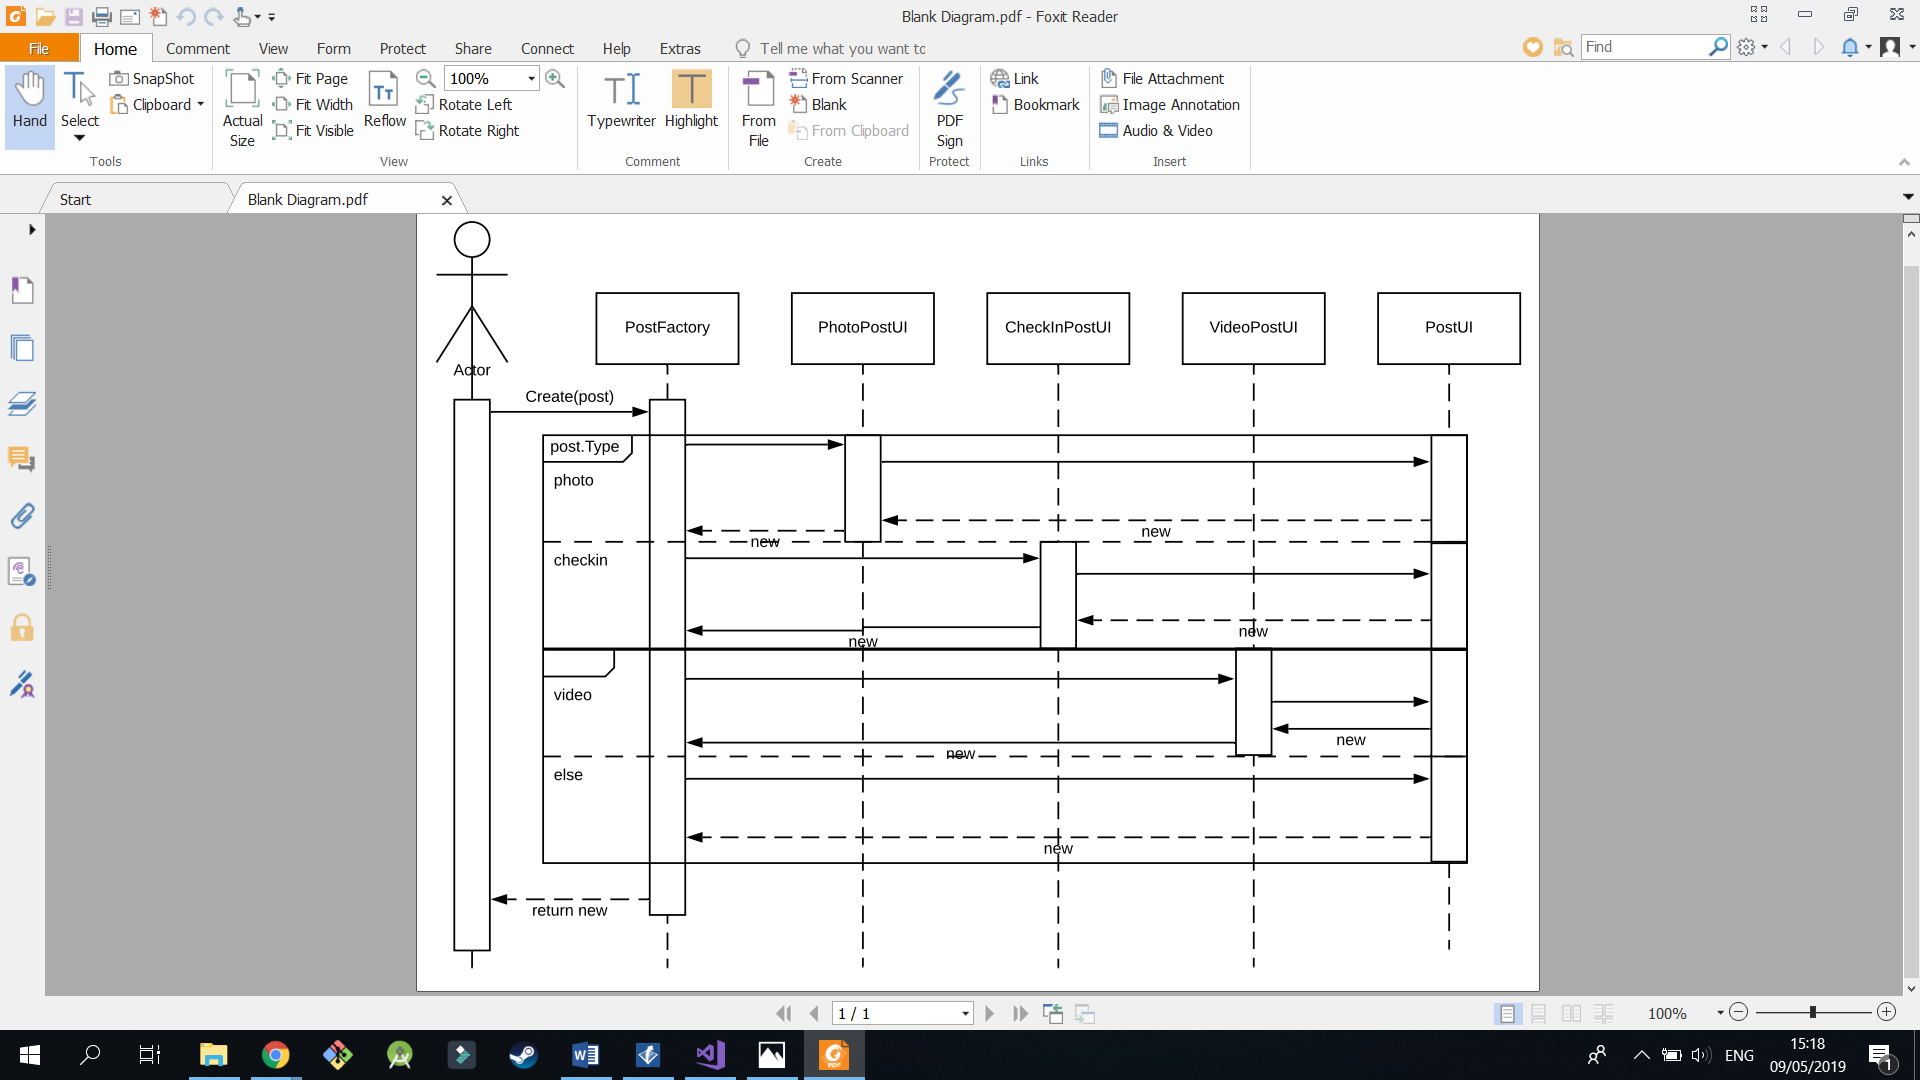 Blank Diagram.pdf - Foxit Reader
File Home Comment View Form Protect Share Connect Help Extras Tell me what you want to Find
Hand
Select
SnapShot
Clipboard
Tools
Actual Size
Fit Page
Fit Width
Fit Visible
Reflow
100%
Rotate Left
Rotate Right
View
Typewriter
Highlight
Comment
From File
From Scanner
Blank
From Clipboard
Create
PDF Sign
Protect
Link
Bookmark
Links
File Attachment
Image Annotation
Audio & Video
Insert
Start
Blank Diagram.pdf
Actor
PostFactory
PhotoPostUI
CheckInPostUI
VideoPostUI
PostUI
Create(post)
post.Type
photo
new
new
checkin
new
new
video
new
new
else
new
return new
1 / 1
100%
ENG
15:18
09/05/2019
1